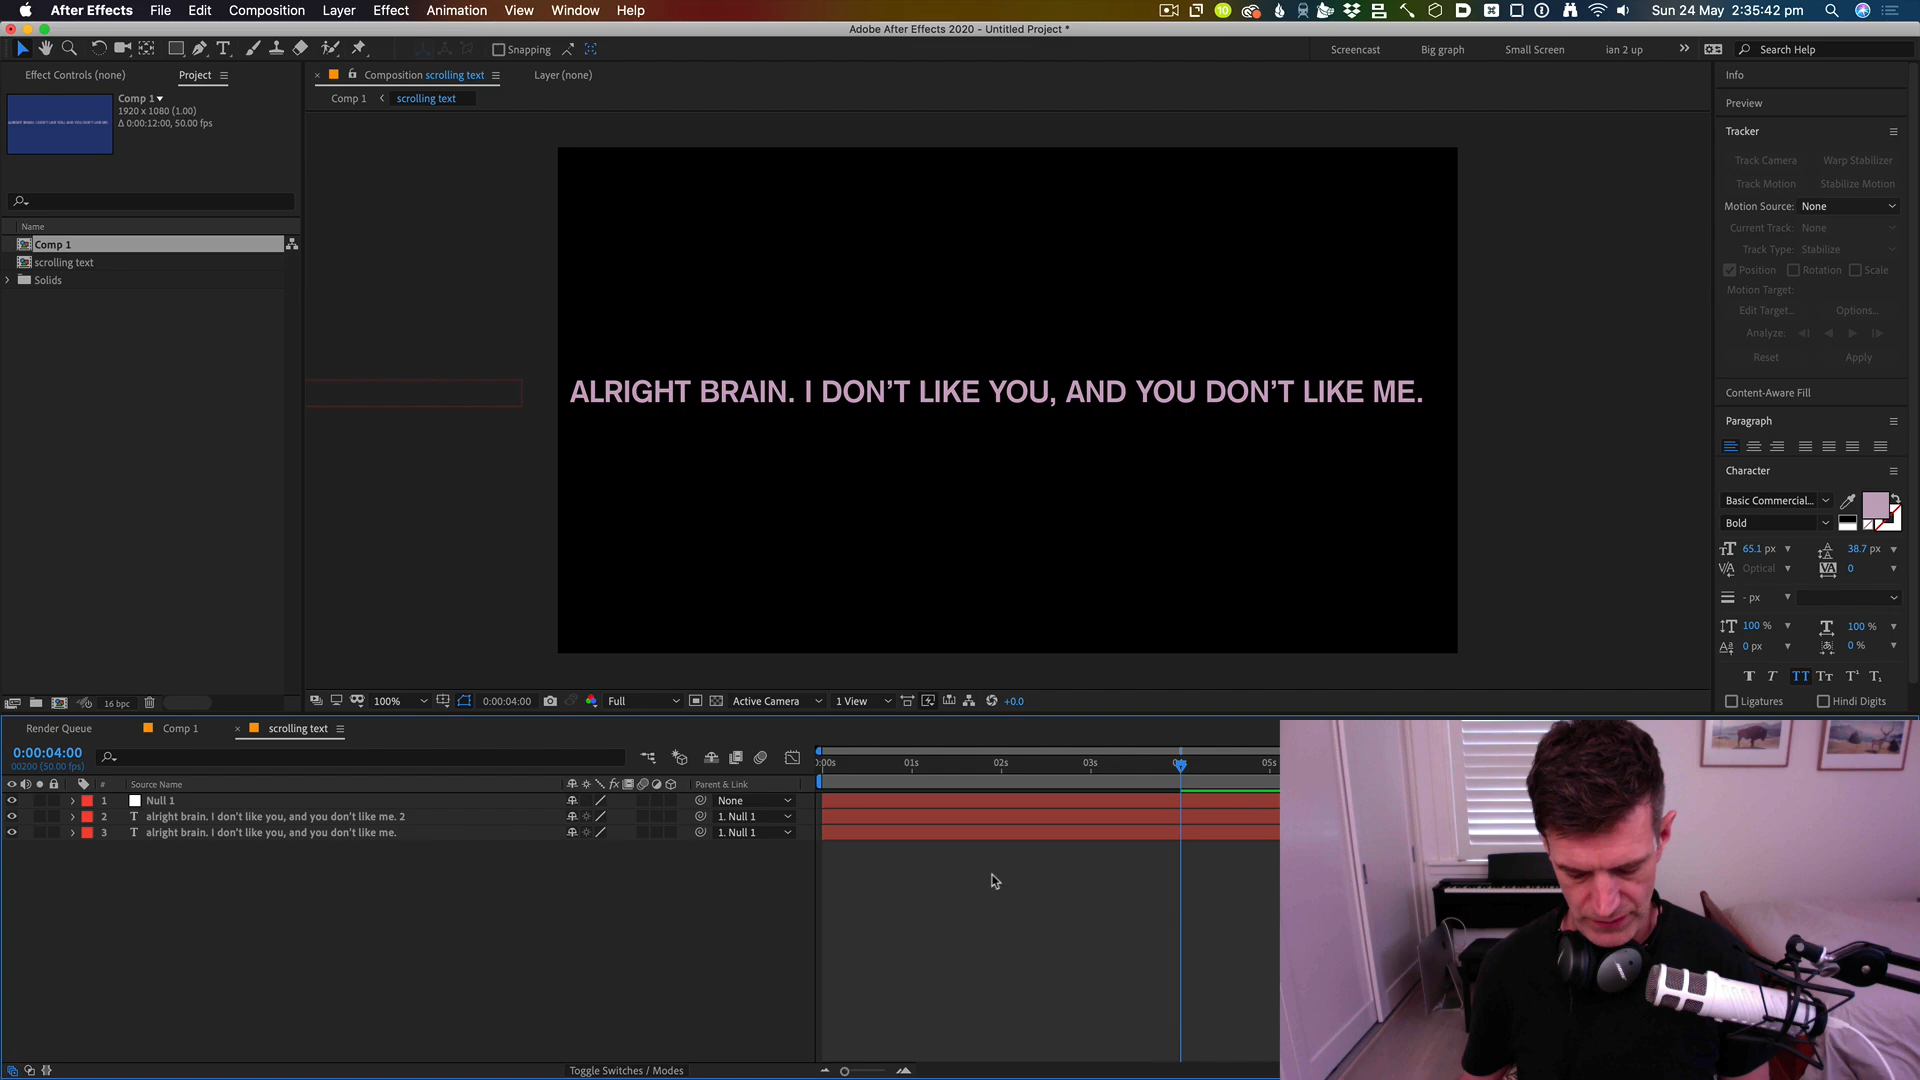 After Effects File Edit Composition Layer Effect Animation View Window Help
Sun 24 May 2:35:42 pm
Adobe After Effects 2020 - Untitled Project *
Snapping
Screencast Big graph Small Screen ian 2 up
Search Help
Effect Controls (none) Project
Composition scrolling text Layer (none)
Comp 1 scrolling text
Comp 1
1920 x 1080 (1.00)
Δ 0:00:12:00, 50.00 fps
Name
Comp 1
scrolling text
Solids
16 bpc
ALRIGHT BRAIN. I DON'T LIKE YOU, AND YOU DON'T LIKE ME.
100% 0:00:04:00 Full Active Camera 1 View +0.0
Info
Preview
Tracker
Track Camera Warp Stabilizer
Track Motion Stabilize Motion
Motion Source: None
Current Track: None
Track Type: Stabilize
Position Rotation Scale
Motion Target:
Edit Target... Options...
Analyze:
Reset Apply
Content-Aware Fill
Paragraph
Character
Basic Commercial...
Bold
65.1 px 38.7 px
Optical 0
- px
100 % 100 %
0 px 0 %
Ligatures Hindi Digits
Render Queue Comp 1 scrolling text
0:00:04:00
00200 (50.00 fps)
# Source Name Parent & Link
:00s 01s 02s 03s 05s
1 Null 1 None
2 alright brain. I don't like you, and you don't like me. 2 1. Null 1
3 alright brain. I don't like you, and you don't like me. 1. Null 1
Toggle Switches / Modes